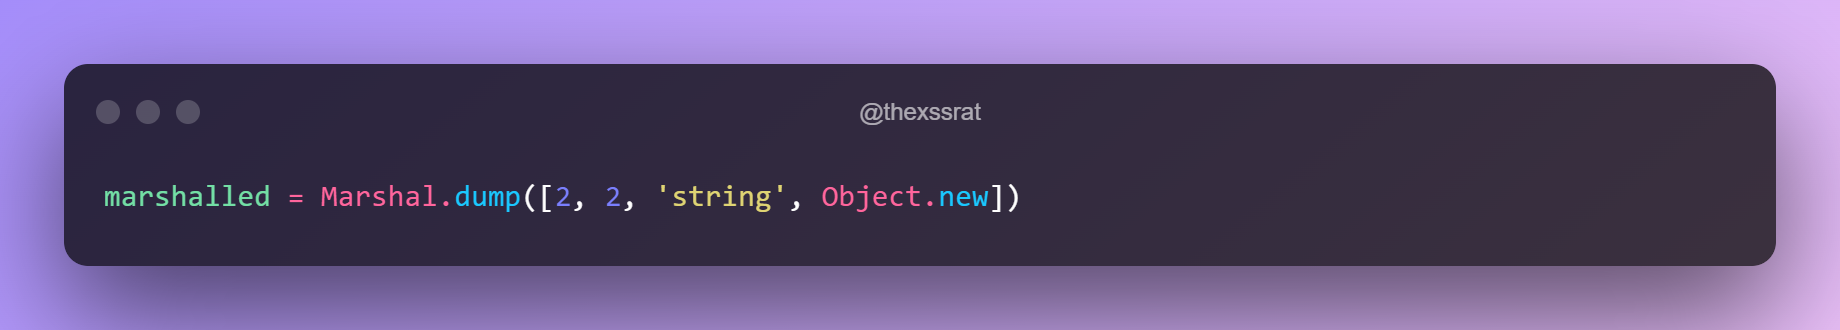 @thexssrat
marshalled = Marshal.dump([2, 2, 'string', Object.new])